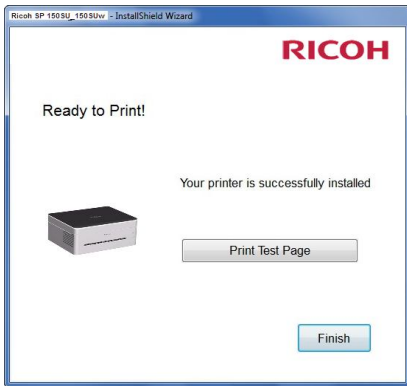 Ricoh SP 150SU_150SUw - InstallShield Wizard
RICOH
Ready to Print!
Your printer is successfully installed
Print Test Page
Finish